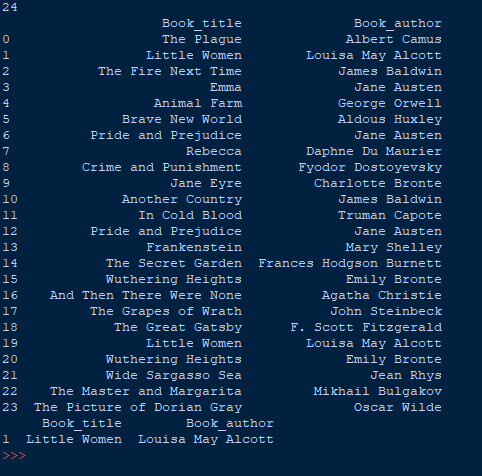 24
Book_title Book_author
0 The Plague Albert Camus
1 Little Women Louisa May Alcott
2 The Fire Next Time James Baldwin
3 Emma Jane Austen
4 Animal Farm George Orwell
5 Brave New World Aldous Huxley
6 Pride and Prejudice Jane Austen
7 Rebecca Daphne Du Maurier
8 Crime and Punishment Fyodor Dostoyevsky
9 Jane Eyre Charlotte Bronte
10 Another Country James Baldwin
11 In Cold Blood Truman Capote
12 Pride and Prejudice Jane Austen
13 Frankenstein Mary Shelley
14 The Secret Garden Frances Hodgson Burnett
15 Wuthering Heights Emily Bronte
16 And Then There Were None Agatha Christie
17 The Grapes of Wrath John Steinbeck
18 The Great Gatsby F. Scott Fitzgerald
19 Little Women Louisa May Alcott
20 Wuthering Heights Emily Bronte
21 Wide Sargasso Sea Jean Rhys
22 The Master and Margarita Mikhail Bulgakov
23 The Picture of Dorian Gray Oscar Wilde
Book_title Book_author
1 Little Women Louisa May Alcott
>>>